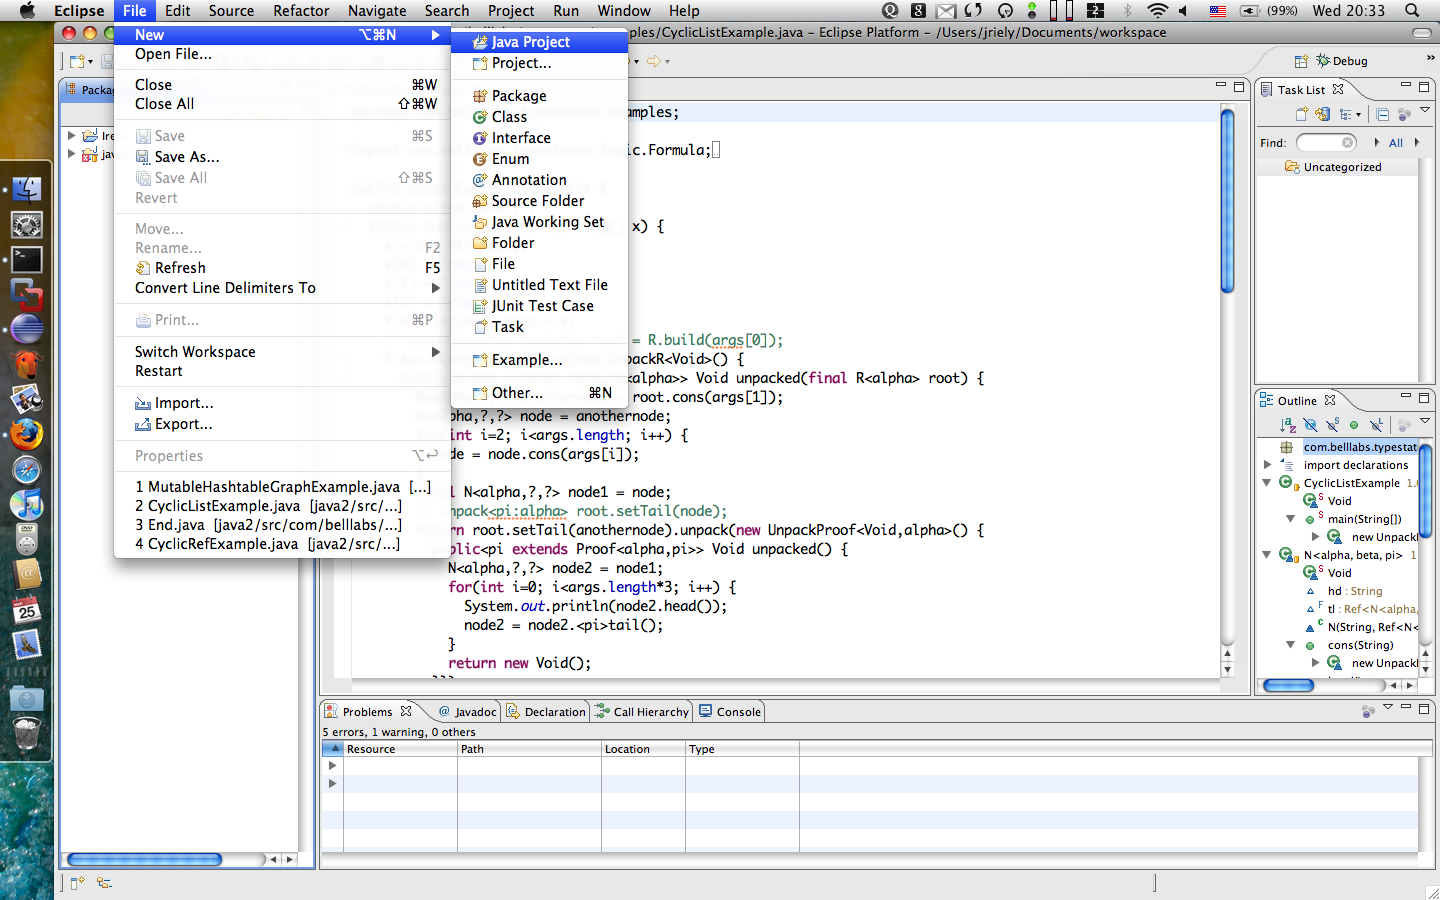 Eclipse File Edit Source Refactor Navigate Search Project Run Window Help (99%) Wed 20:33
ples/CyclicListExample.java – Eclipse Platform – /Users/jriely/Documents/workspace
Debug
New ⌥⌘N
Open File...
Close ⌘W
Close All ⇧⌘W
Save ⌘S
Save As...
Save All ⇧⌘S
Revert
Move...
Rename... F2
Refresh F5
Convert Line Delimiters To
Print... ⌘P
Switch Workspace
Restart
Import...
Export...
Properties
1 MutableHashtableGraphExample.java [...]
2 CyclicListExample.java [java2/src/...]
3 End.java [java2/src/com/belllabs/...]
4 CyclicRefExample.java [java2/src/...]
Java Project
Project...
Package
Class
Interface
Enum
Annotation
Source Folder
Java Working Set
Folder
File
Untitled Text File
JUnit Test Case
Task
Example...
Other... ⌘N
Packa
Ire
jav
amples;
ic.Formula;
x) {
= R.build(args[0]);
packR<Void>() {
<alpha>> Void unpacked(final R<alpha> root) {
root.cons(args[1]);
pha,?,?> node = anothernode;
int i=2; i<args.length; i++) {
de = node.cons(args[i]);
l N<alpha,?,?> node1 = node;
npack<pi:alpha> root.setTail(node);
urn root.setTail(anothernode).unpack(new UnpackProof<Void,alpha>() {
blic<pi extends Proof<alpha,pi>> Void unpacked() {
N<alpha,?,?> node2 = node1;
for(int i=0; i<args.length*3; i++) {
System.out.println(node2.head());
node2 = node2.<pi>tail();
}
return new Void();
Task List
Find: All
Uncategorized
Outline
com.belllabs.typestat
import declarations
CyclicListExample 1.
Void
main(String[])
new Unpackl
N<alpha, beta, pi> 1
Void
hd : String
tl : Ref<N<alpha,
N(String, Ref<N<
cons(String)
new Unpackl
Problems @ Javadoc Declaration Call Hierarchy Console
5 errors, 1 warning, 0 others
Resource Path Location Type
25